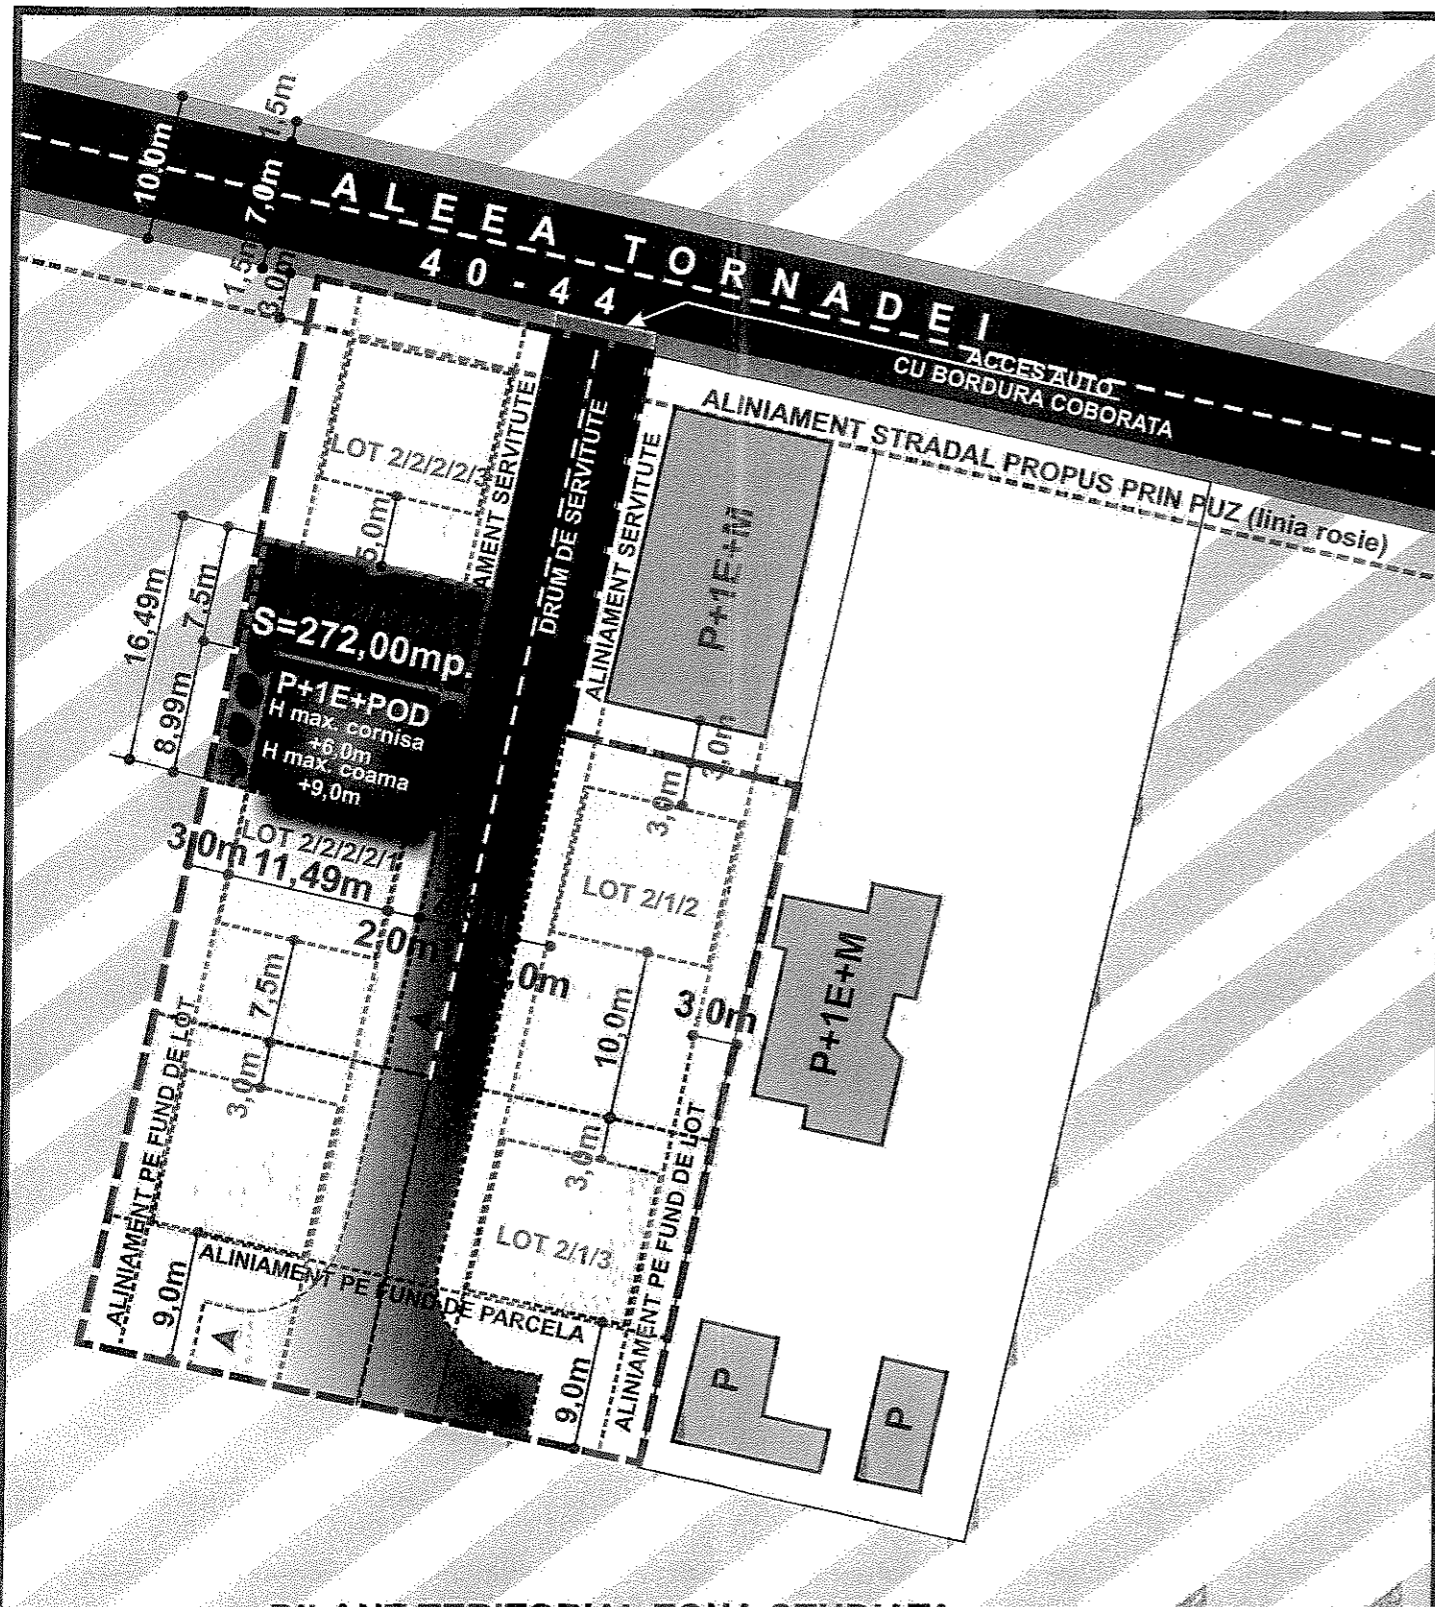 1,5m
10,0m
7,0m
1,5m
3,0m
ALEEA TORNADEI
40-44
ACCES AUTO
CU BORDURA COBORATA
ALINIAMENT STRADAL PROPUS PRIN PUZ (linia rosie)
LOT 2/2/2/2/3
SERVITUTE
DRUM DE SERVITUTE
ALINIAMENT SERVITUTE
P+1E+M
5,0m
16,49m
7,5m
8,99m
S=272,00mp
P+1E+POD
H max. cornisa
+6,0m
H max. coama
+9,0m
3,0m
3,0m
LOT 2/2/2/2/1
3,0m
11,49m
2,0m
LOT 2/1/2
P+1E+M
7,5m
3,0m
10,0m
3,0m
3,0m
ALINIAMENT PE FUND DE LOT
ALINIAMENT PE FUND DE PARCELA
LOT 2/1/3
ALINIAMENT PE FUND DE LOT
9,0m
9,0m
P
P